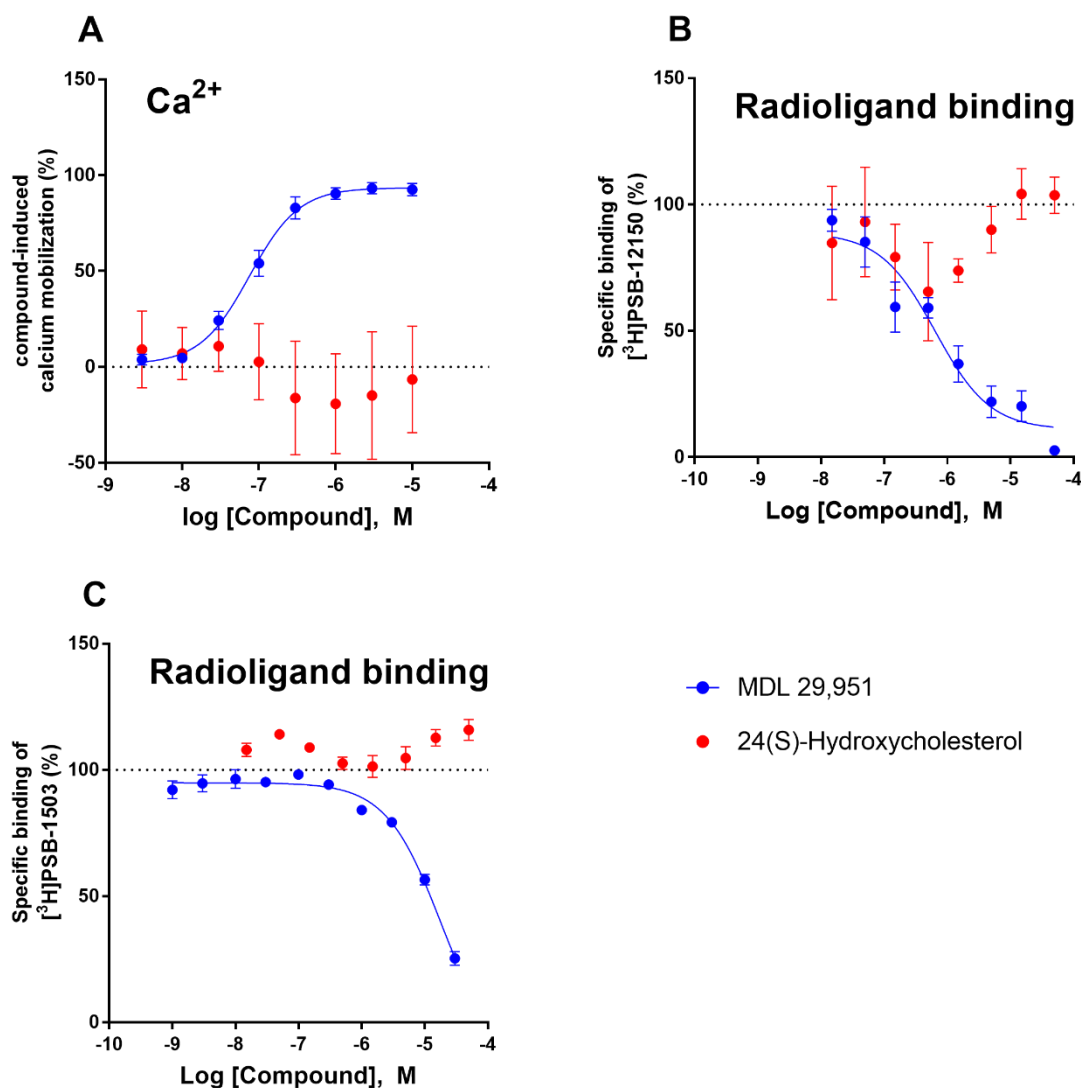 A
Ca2+
compound-induced
calcium mobilization (%)
150
100
50
0
-50
-9
-8
-7
-6
-5
-4
log [Compound], M
B
Radioligand binding
Specific binding of
[3H]PSB-12150 (%)
150
100
50
0
-10
-9
-8
-7
-6
-5
-4
Log [Compound], M
C
Radioligand binding
Specific binding of
[3H]PSB-1503 (%)
150
100
50
0
-10
-9
-8
-7
-6
-5
-4
Log [Compound], M
MDL 29,951
24(S)-Hydroxycholesterol